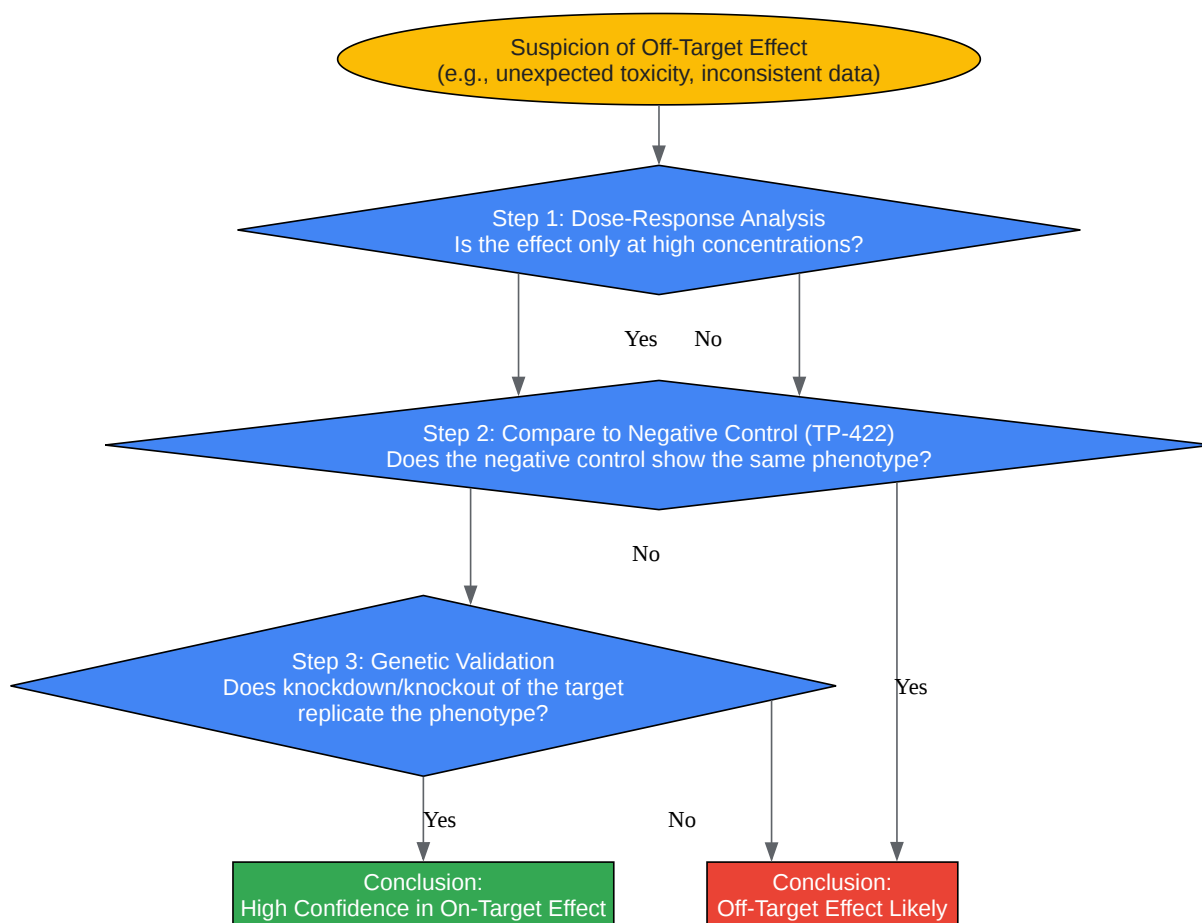 Suspicion of Off-Target Effect
(e.g., unexpected toxicity, inconsistent data)
Step 1: Dose-Response Analysis
Is the effect only at high concentrations?
Yes
No
Step 2: Compare to Negative Control (TP-422)
Does the negative control show the same phenotype?
No
Step 3: Genetic Validation
Does knockdown/knockout of the target
replicate the phenotype?
Yes
Yes
No
Conclusion:
High Confidence in On-Target Effect
Conclusion:
Off-Target Effect Likely